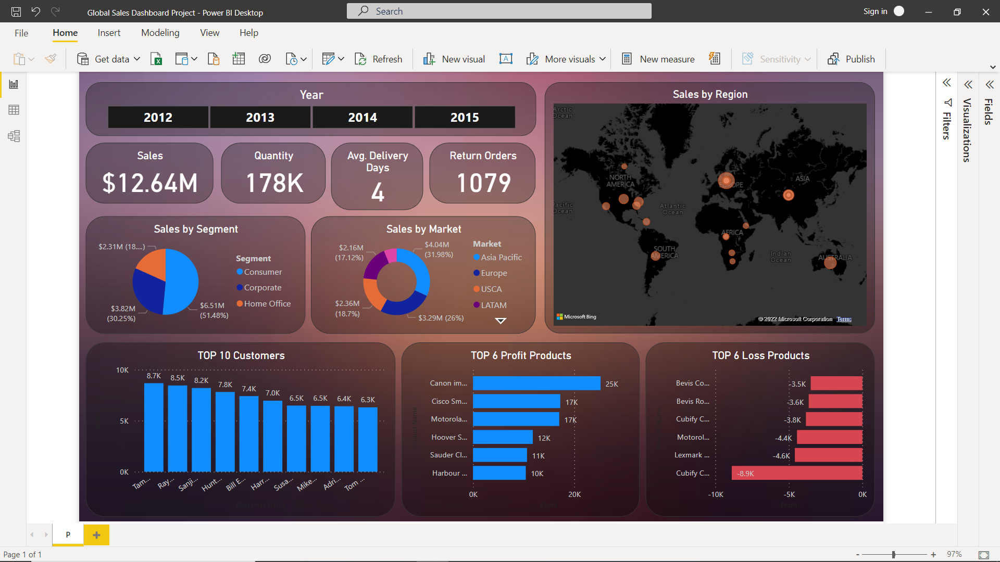 Global Sales Dashboard Project - Power BI Desktop
Search
Sign in
File
Home
Insert
Modeling
View
Help
Get data
Refresh
New visual
A
More visuals
New measure
Sensitivity
Publish
Year
2012
2013
2014
2015
Sales
$12.64M
Quantity
178K
Avg. Delivery
Days
4
Return Orders
1079
Sales by Region
Arctic
Ocean
NORTH
AMERICA
EUROPE
ASIA
Pacific
Ocean
Atlantic
Ocean
AFRICA
SOUTH
AMERICA
Indian
Ocean
AUSTRALIA
Microsoft Bing
© 2022 Microsoft Corporation Terms
Sales by Segment
$2.31M (18....)
$3.82M
(30.25%)
$6.51M
(51.48%)
Segment
Consumer
Corporate
Home Office
Sales by Market
$2.16M
(17.12%)
$4.04M
(31.98%)
$2.36M
(18.7%)
$3.29M (26%)
Market
Asia Pacific
Europe
USCA
LATAM
TOP 10 Customers
10K
5K
0K
8.7K
8.5K
8.2K
7.8K
7.4K
7.0K
6.5K
6.5K
6.4K
6.3K
Tam...
Ray...
Sanji...
Hunt...
Bill E...
Harr...
Susa...
Mike...
Adri...
Tom ...
Customer Name
TOP 6 Profit Products
Product Name
Canon im...
25K
Cisco Sm...
17K
Motorola...
17K
Hoover S...
12K
Sauder Cl...
11K
Harbour ...
10K
0K
20K
Profit
TOP 6 Loss Products
Name
Bevis Co...
-3.5K
Bevis Ro...
-3.6K
Cubify C...
-3.8K
Motorol...
-4.4K
Lexmark ...
-4.6K
Cubify C...
-8.9K
-10K
-5K
0K
Profit
Filters
Visualizations
Fields
P
Page 1 of 1
97%